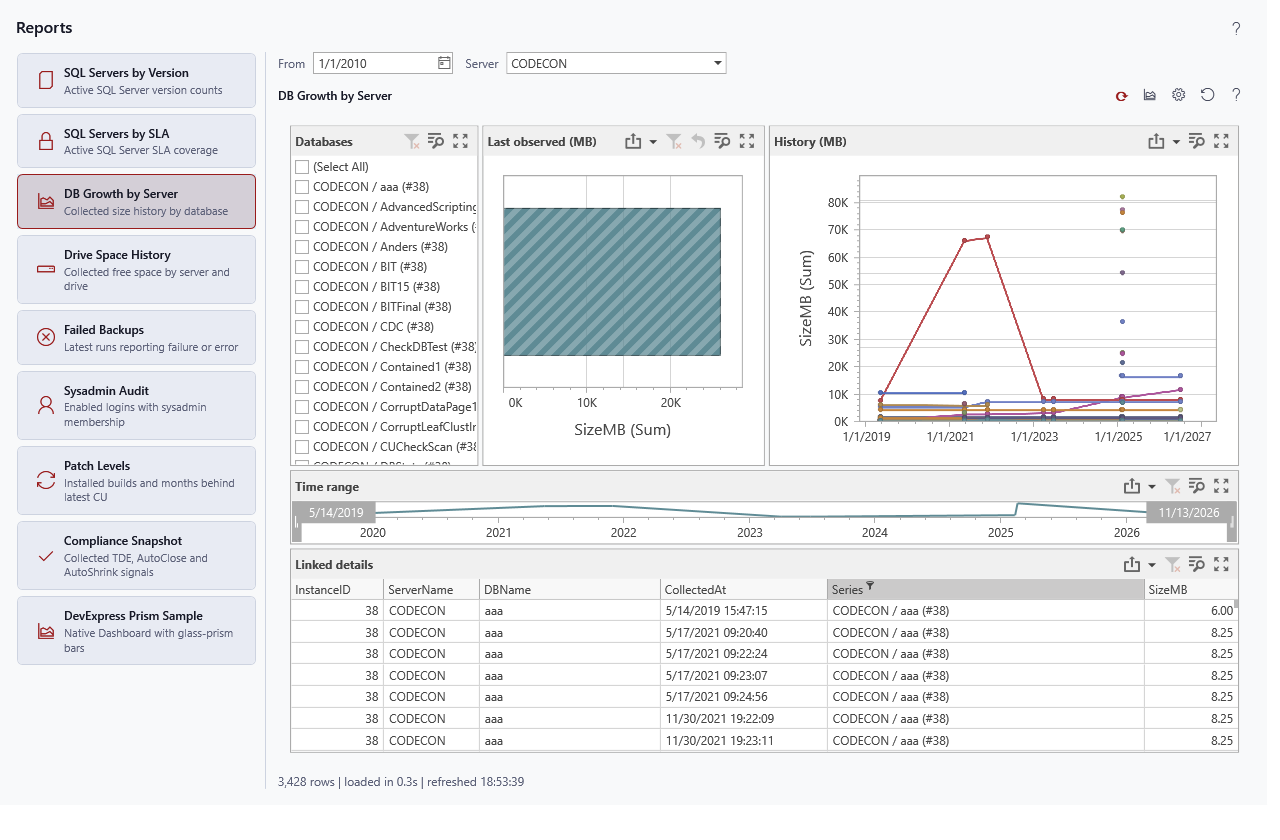 Reports
?
SQL Servers by Version
Active SQL Server version counts
SQL Servers by SLA
Active SQL Server SLA coverage
DB Growth by Server
Collected size history by database
Drive Space History
Collected free space by server and
drive
Failed Backups
Latest runs reporting failure or error
Sysadmin Audit
Enabled logins with sysadmin
membership
Patch Levels
Installed builds and months behind
latest CU
Compliance Snapshot
Collected TDE, AutoClose and
AutoShrink signals
DevExpress Prism Sample
Native Dashboard with glass-prism
bars
From 1/1/2010 Server CODECON
DB Growth by Server
?
Databases
(Select All)
CODECON / aaa (#38)
CODECON / AdvancedScripting
CODECON / AdventureWorks (
CODECON / Anders (#38)
CODECON / BIT (#38)
CODECON / BIT15 (#38)
CODECON / BITFinal (#38)
CODECON / CDC (#38)
CODECON / CheckDBTest (#38
CODECON / Contained1 (#38)
CODECON / Contained2 (#38)
CODECON / CorruptDataPage1
CODECON / CorruptLeafClustIn
CODECON / CUCheckScan (#38
Last observed (MB)
0K 10K 20K
SizeMB (Sum)
History (MB)
SizeMB (Sum)
80K
70K
60K
50K
40K
30K
20K
10K
0K
1/1/2019 1/1/2021 1/1/2023 1/1/2025 1/1/2027
Time range
5/14/2019 11/13/2026
2020 2021 2022 2023 2024 2025 2026
Linked details
InstanceID ServerName DBName CollectedAt Series SizeMB
38 CODECON aaa 5/14/2019 15:47:15 CODECON / aaa (#38) 6.00
38 CODECON aaa 5/17/2021 09:20:40 CODECON / aaa (#38) 8.25
38 CODECON aaa 5/17/2021 09:22:24 CODECON / aaa (#38) 8.25
38 CODECON aaa 5/17/2021 09:23:07 CODECON / aaa (#38) 8.25
38 CODECON aaa 5/17/2021 09:24:56 CODECON / aaa (#38) 8.25
38 CODECON aaa 11/30/2021 19:22:09 CODECON / aaa (#38) 8.25
38 CODECON aaa 11/30/2021 19:23:11 CODECON / aaa (#38) 8.25
3,428 rows | loaded in 0.3s | refreshed 18:53:39